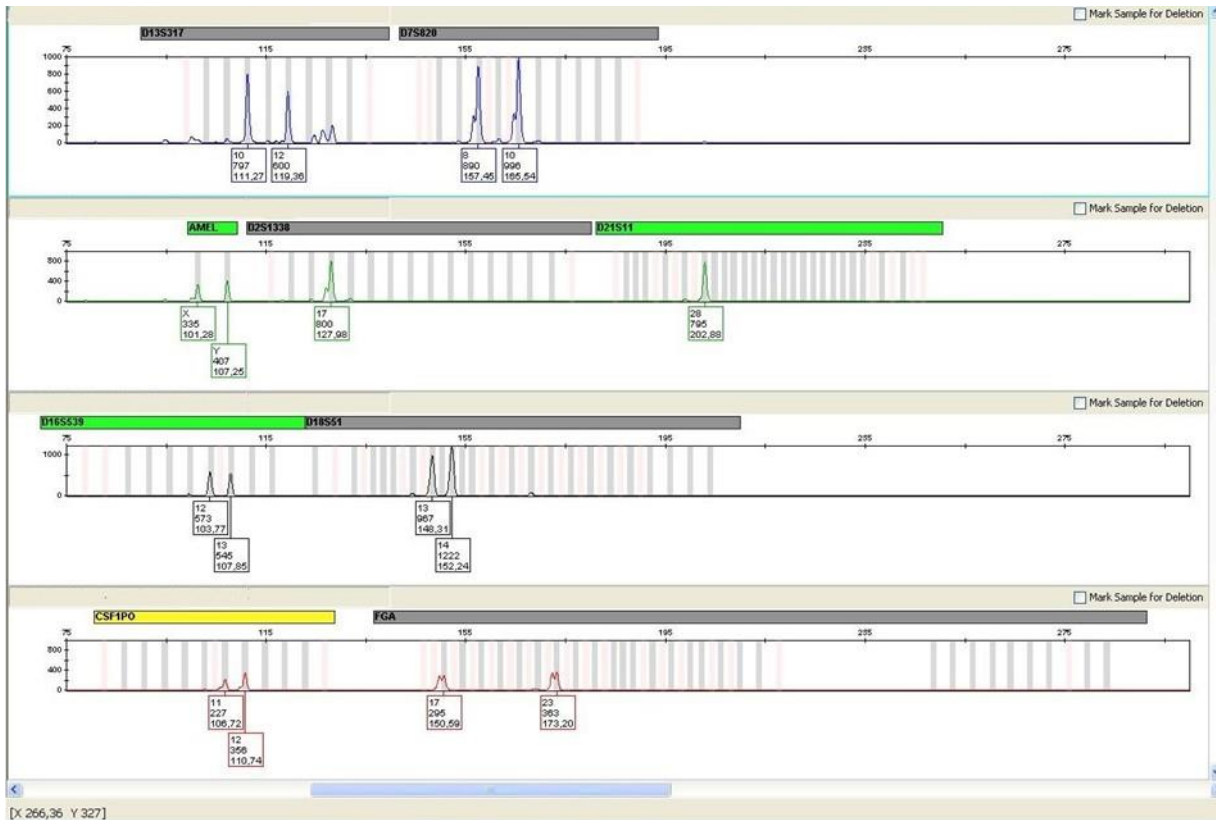 Mark Sample for Deletion
D13S317 D7S820
75 115 155 195 235 275
1000
800
600
400
200
0
10 12 8 10
797 600 890 996
111,27 119,36 157,45 165,54
Mark Sample for Deletion
AMEL D2S1338 D21S11
75 115 155 195 235 275
800
400
0
X 17 28
335 800 795
101,28 127,98 202,88
Y
407
107,25
Mark Sample for Deletion
D16S539 D18S51
75 115 155 195 235 275
1000
0
12 13
573 967
103,77 148,31
13 14
545 1222
107,85 152,24
Mark Sample for Deletion
CSF1PO FGA
75 115 155 195 235 275
800
400
0
11 17 23
227 295 363
106,72 150,59 173,20
12
356
110,74
[X 266,36 Y 327]